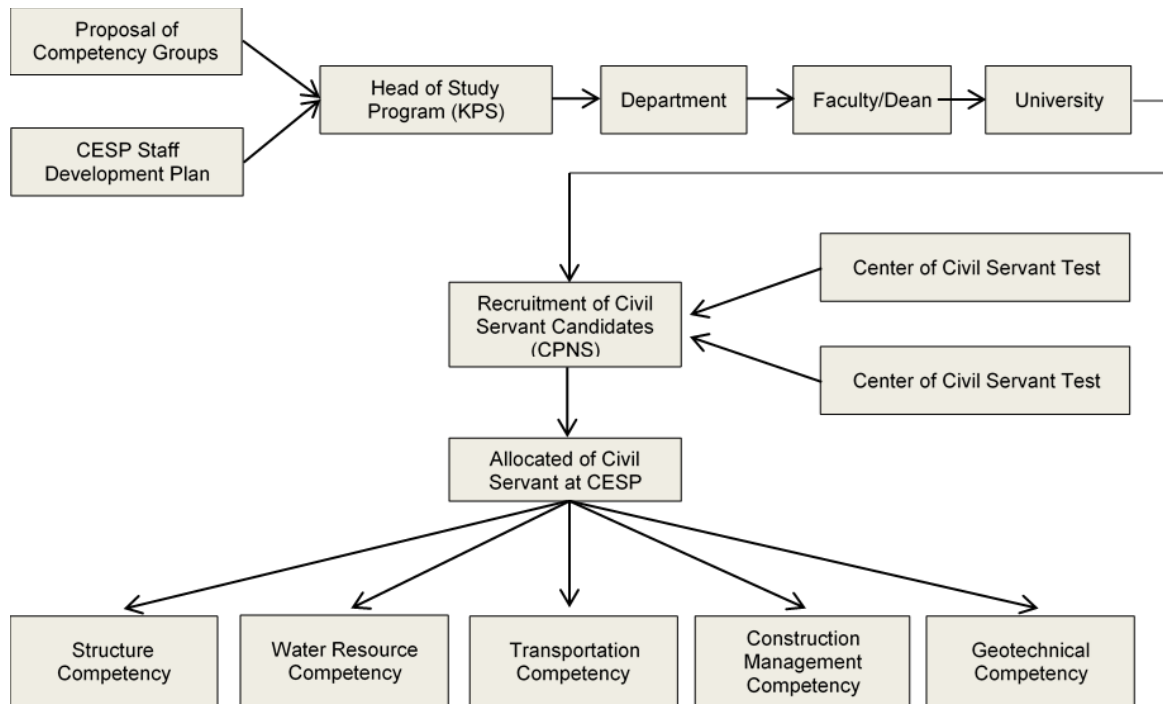 Proposal of
Competency Groups
CESP Staff
Development Plan
Head of Study
Program (KPS)
Department
Faculty/Dean
University
Center of Civil Servant Test
Recruitment of Civil
Servant Candidates
(CPNS)
Center of Civil Servant Test
Allocated of Civil
Servant at CESP
Structure
Competency
Water Resource
Competency
Transportation
Competency
Construction
Management
Competency
Geotechnical
Competency